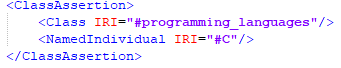 <ClassAssertion>
<Class IRI="#programming_languages"/>
<NamedIndividual IRI="#C"/>
</ClassAssertion>